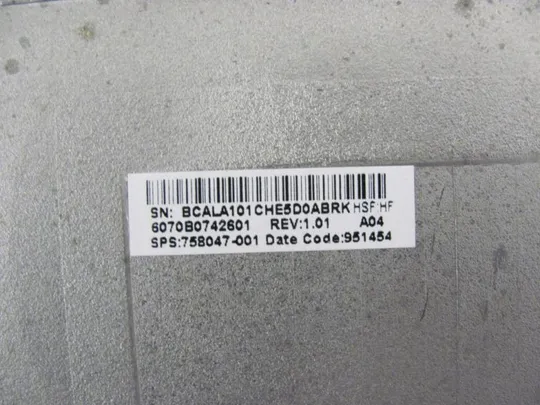 SN: BCALA101CHE5D0ABRK HSF HF
6070B0742601 REV:1.01 A04
SPS:758047-001 Date Code:951454